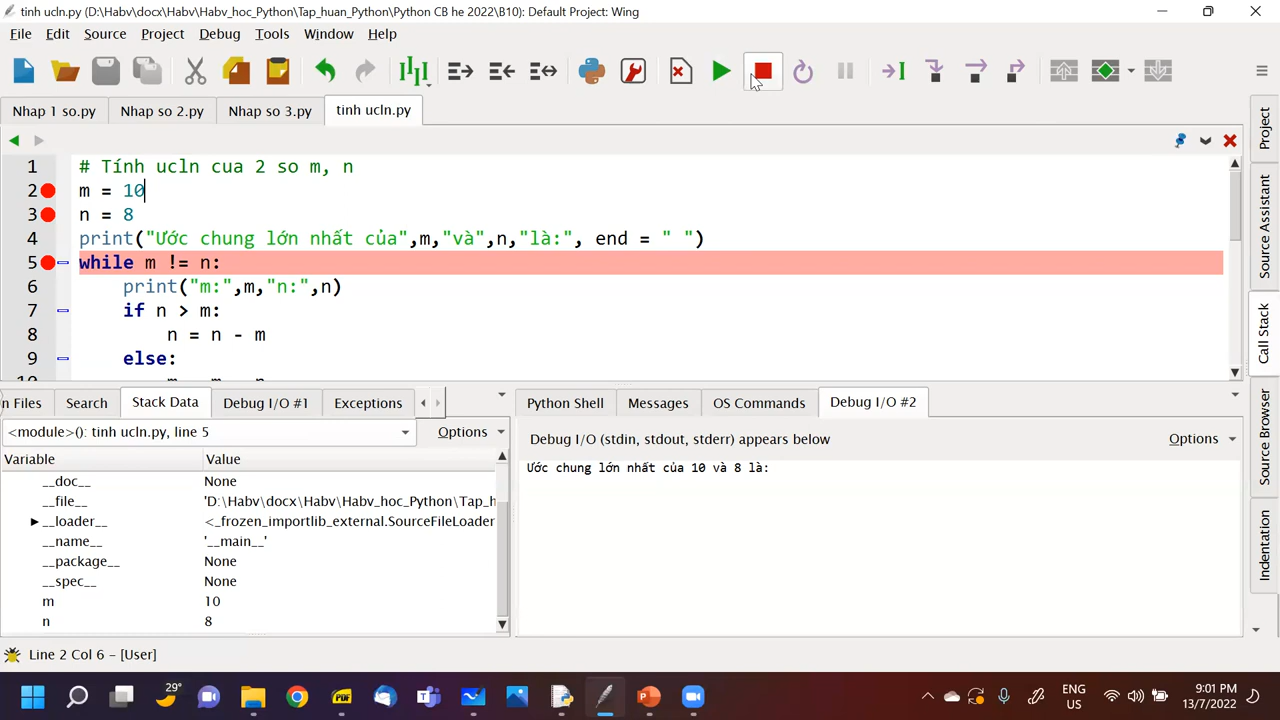 tinh ucln.py (D:\Habv\docx\Habv\Habv_hoc_Python\Tap_huan_Python\Python CB he 2022\B10): Default Project: Wing
File Edit Source Project Debug Tools Window Help
Nhap 1 so.py Nhap so 2.py Nhap so 3.py tinh ucln.py
1 # Tính ucln cua 2 so m, n
2 m = 10
3 n = 8
4 print("Ước chung lớn nhất của",m,"và",n,"là:", end = " ")
5 while m != n:
6 print("m:",m,"n:",n)
7 if n > m:
8 n = n - m
9 else:
Project
Source Assistant
Call Stack
Source Browser
Indentation
n Files Search Stack Data Debug I/O #1 Exceptions
<module>(): tinh ucln.py, line 5 Options
Variable Value
__doc__ None
__file__ 'D:\Habv\docx\Habv\Habv_hoc_Python\Tap_h
__loader__ <_frozen_importlib_external.SourceFileLoader
__name__ '__main__'
__package__ None
__spec__ None
m 10
n 8
Python Shell Messages OS Commands Debug I/O #2
Debug I/O (stdin, stdout, stderr) appears below Options
Ước chung lớn nhất của 10 và 8 là:
Line 2 Col 6 – [User]
29°
ENG
US
9:01 PM
13/7/2022